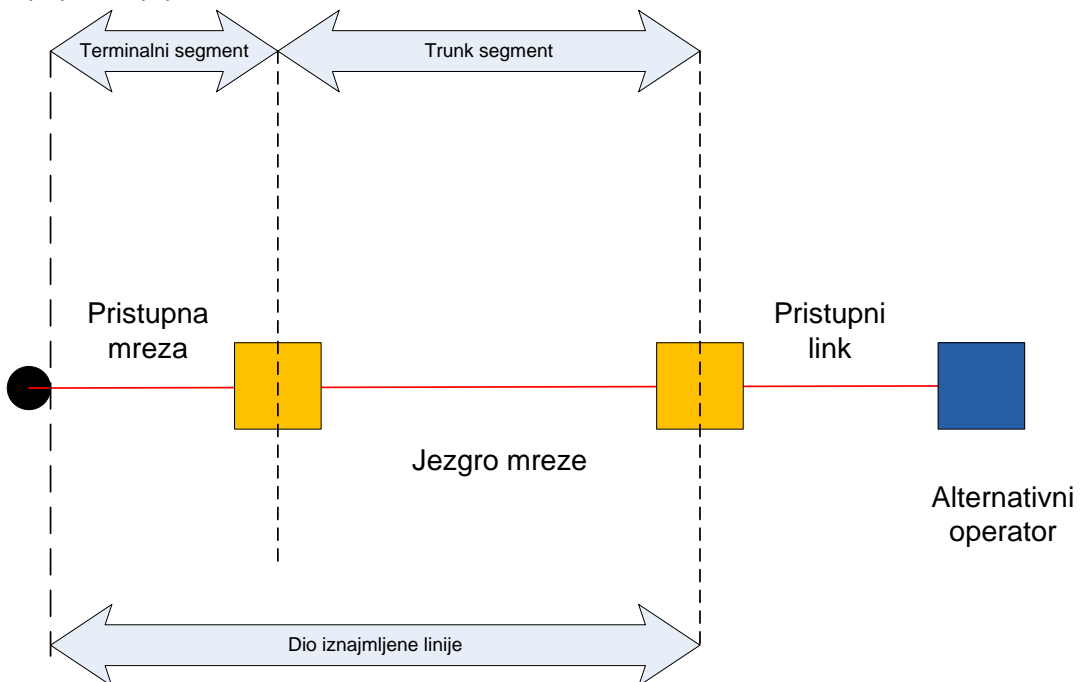 Terminalni segment
Trunk segment
Pristupna
mreza
Pristupni
link
Jezgro mreze
Alternativni
operator
Dio iznajmljene linije